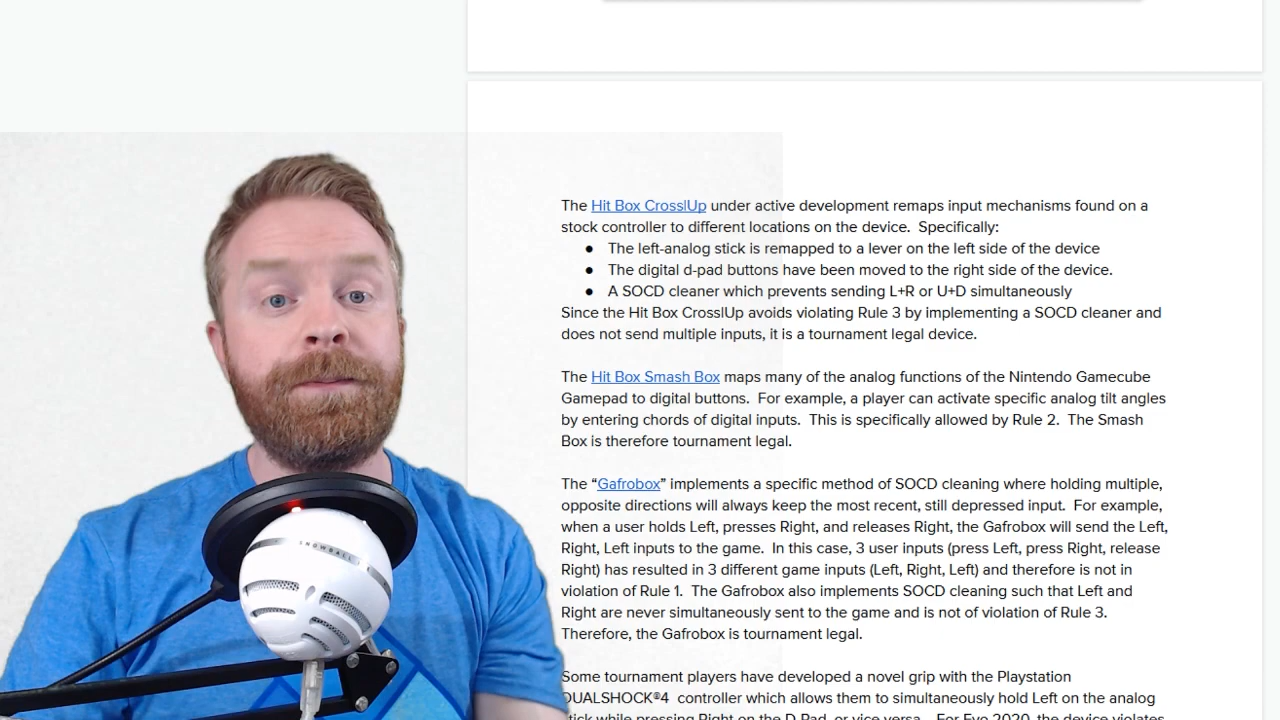 The Hit Box Cross|Up under active development remaps input mechanisms found on a
stock controller to different locations on the device.  Specifically:
● The left-analog stick is remapped to a lever on the left side of the device
● The digital d-pad buttons have been moved to the right side of the device.
● A SOCD cleaner which prevents sending L+R or U+D simultaneously
Since the Hit Box Cross|Up avoids violating Rule 3 by implementing a SOCD cleaner and
does not send multiple inputs, it is a tournament legal device.
The Hit Box Smash Box maps many of the analog functions of the Nintendo Gamecube
Gamepad to digital buttons.  For example, a player can activate specific analog tilt angles
by entering chords of digital inputs.  This is specifically allowed by Rule 2.  The Smash
Box is therefore tournament legal.
The “Gafrobox” implements a specific method of SOCD cleaning where holding multiple,
opposite directions will always keep the most recent, still depressed input.  For example,
when a user holds Left, presses Right, and releases Right, the Gafrobox will send the Left,
Right, Left inputs to the game.  In this case, 3 user inputs (press Left, press Right, release
Right) has resulted in 3 different game inputs (Left, Right, Left) and therefore is not in
violation of Rule 1.  The Gafrobox also implements SOCD cleaning such that Left and
Right are never simultaneously sent to the game and is not of violation of Rule 3.
Therefore, the Gafrobox is tournament legal.
Some tournament players have developed a novel grip with the Playstation
DUALSHOCK®4  controller which allows them to simultaneously hold Left on the analog
stick while pressing Right on the D-Pad, or vice versa.  For Evo 2020, the device violates
SNOWBALL